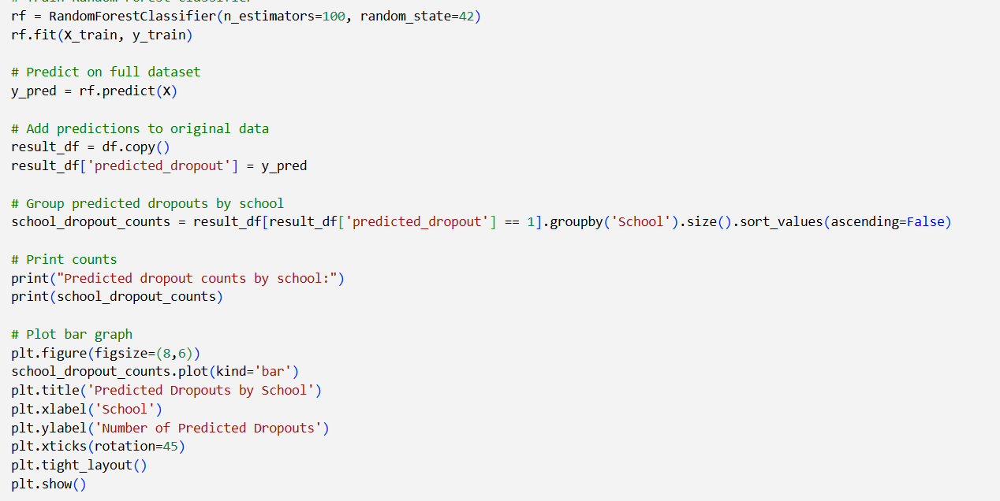 # Train Random Forest classifier
rf = RandomForestClassifier(n_estimators=100, random_state=42)
rf.fit(X_train, y_train)

# Predict on full dataset
y_pred = rf.predict(X)

# Add predictions to original data
result_df = df.copy()
result_df['predicted_dropout'] = y_pred

# Group predicted dropouts by school
school_dropout_counts = result_df[result_df['predicted_dropout'] == 1].groupby('School').size().sort_values(ascending=False)

# Print counts
print("Predicted dropout counts by school:")
print(school_dropout_counts)

# Plot bar graph
plt.figure(figsize=(8,6))
school_dropout_counts.plot(kind='bar')
plt.title('Predicted Dropouts by School')
plt.xlabel('School')
plt.ylabel('Number of Predicted Dropouts')
plt.xticks(rotation=45)
plt.tight_layout()
plt.show()